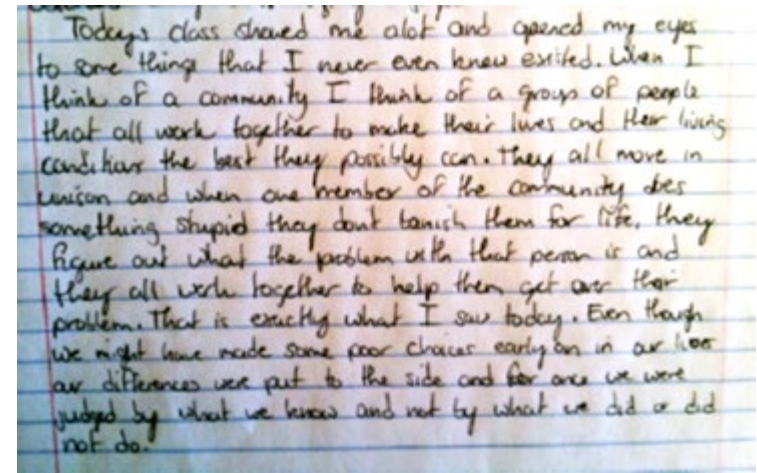 Todays class showed me alot and opened my eyes
to some things that I never even knew exsited. When I
think of a community I think of a group of people
that all work together to make their lives and their living
conditions the best they possibly can. They all move in
unison and when one member of the community does
something stupid they dont banish them for life, they
figure out what the problem with that person is and
they all work together to help them get over their
problem. That is exactly what I saw today. Even though
we might have made some poor choices early on in our lives
our differences were put to the side and for once we were
judged by what we know and not by what we did or did
not do.